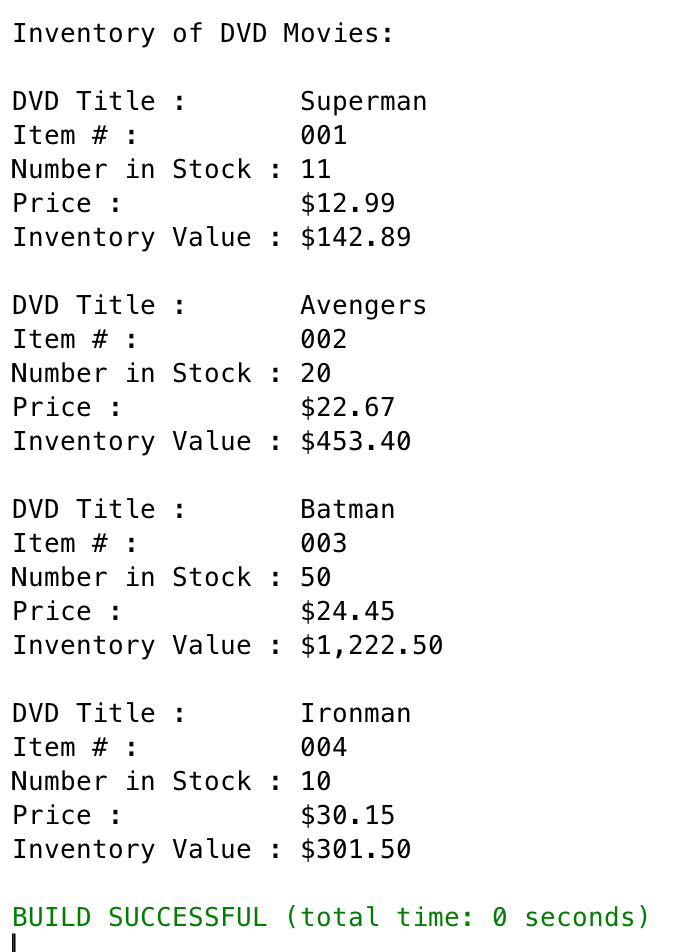 Inventory of DVD Movies:

DVD Title :       Superman
Item # :          001
Number in Stock : 11
Price :           $12.99
Inventory Value : $142.89

DVD Title :       Avengers
Item # :          002
Number in Stock : 20
Price :           $22.67
Inventory Value : $453.40

DVD Title :       Batman
Item # :          003
Number in Stock : 50
Price :           $24.45
Inventory Value : $1,222.50

DVD Title :       Ironman
Item # :          004
Number in Stock : 10
Price :           $30.15
Inventory Value : $301.50

BUILD SUCCESSFUL (total time: 0 seconds)